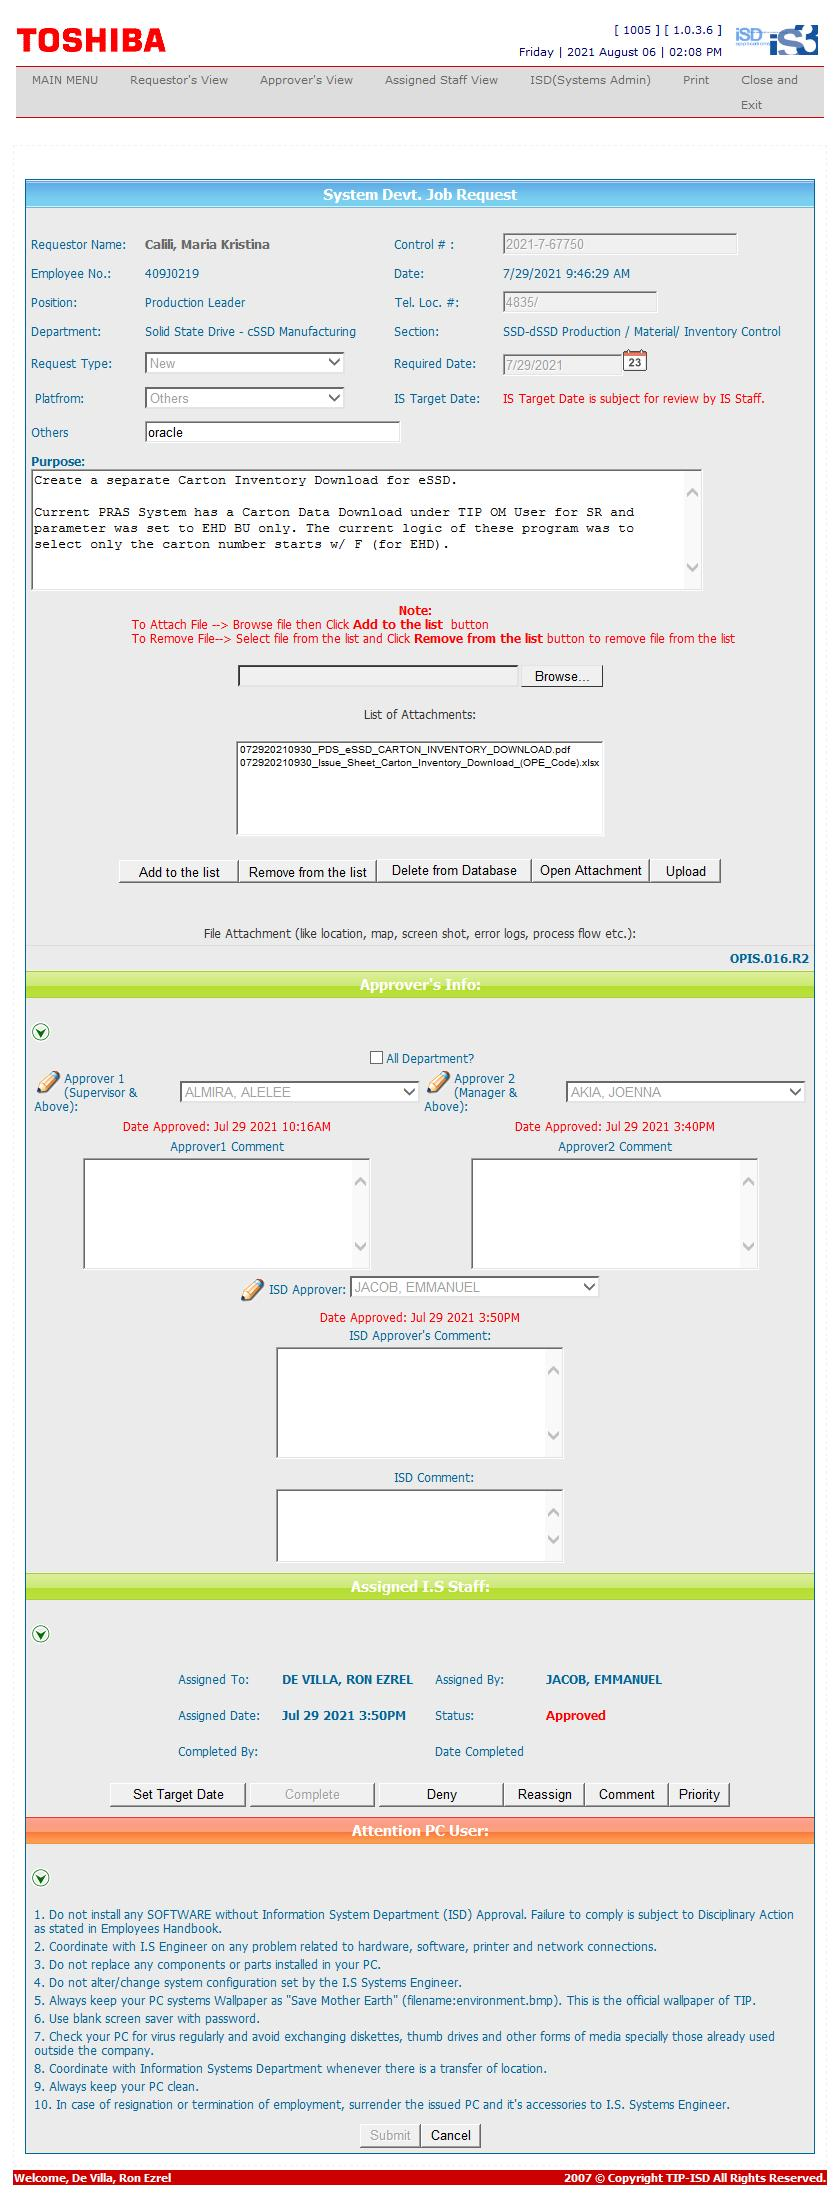 TOSHIBA
[ 1005 ] [ 1.0.3.6 ]
Friday | 2021 August 06 | 02:08 PM
iSD
applications
iS3
MAIN MENU Requestor's View Approver's View Assigned Staff View ISD(Systems Admin) Print Close and
Exit
System Devt. Job Request
Requestor Name: Calili, Maria Kristina Control # : 2021-7-67750
Employee No.: 409J0219 Date: 7/29/2021 9:46:29 AM
Position: Production Leader Tel. Loc. #: 4835/
Department: Solid State Drive - cSSD Manufacturing Section: SSD-dSSD Production / Material/ Inventory Control
Request Type: New Required Date: 7/29/2021 23
Platfrom: Others IS Target Date: IS Target Date is subject for review by IS Staff.
Others oracle
Purpose:
Create a separate Carton Inventory Download for eSSD.
Current PRAS System has a Carton Data Download under TIP OM User for SR and
parameter was set to EHD BU only. The current logic of these program was to
select only the carton number starts w/ F (for EHD).
Note:
To Attach File --> Browse file then Click Add to the list button
To Remove File--> Select file from the list and Click Remove from the list button to remove file from the list
Browse...
List of Attachments:
072920210930_PDS_eSSD_CARTON_INVENTORY_DOWNLOAD.pdf
072920210930_Issue_Sheet_Carton_Inventory_Download_(OPE_Code).xlsx
Add to the list Remove from the list Delete from Database Open Attachment Upload
File Attachment (like location, map, screen shot, error logs, process flow etc.):
OPIS.016.R2
Approver's Info:
All Department?
Approver 1
(Supervisor &
Above):
ALMIRA, ALELEE
Approver 2
(Manager &
Above):
AKIA, JOENNA
Date Approved: Jul 29 2021 10:16AM Date Approved: Jul 29 2021 3:40PM
Approver1 Comment Approver2 Comment
ISD Approver: JACOB, EMMANUEL
Date Approved: Jul 29 2021 3:50PM
ISD Approver's Comment:
ISD Comment:
Assigned I.S Staff:
Assigned To: DE VILLA, RON EZREL Assigned By: JACOB, EMMANUEL
Assigned Date: Jul 29 2021 3:50PM Status: Approved
Completed By: Date Completed
Set Target Date Complete Deny Reassign Comment Priority
Attention PC User:
1. Do not install any SOFTWARE without Information System Department (ISD) Approval. Failure to comply is subject to Disciplinary Action
as stated in Employees Handbook.
2. Coordinate with I.S Engineer on any problem related to hardware, software, printer and network connections.
3. Do not replace any components or parts installed in your PC.
4. Do not alter/change system configuration set by the I.S Systems Engineer.
5. Always keep your PC systems Wallpaper as "Save Mother Earth" (filename:environment.bmp). This is the official wallpaper of TIP.
6. Use blank screen saver with password.
7. Check your PC for virus regularly and avoid exchanging diskettes, thumb drives and other forms of media specially those already used
outside the company.
8. Coordinate with Information Systems Department whenever there is a transfer of location.
9. Always keep your PC clean.
10. In case of resignation or termination of employment, surrender the issued PC and it's accessories to I.S. Systems Engineer.
Submit Cancel
Welcome, De Villa, Ron Ezrel 2007 © Copyright TIP-ISD All Rights Reserved.